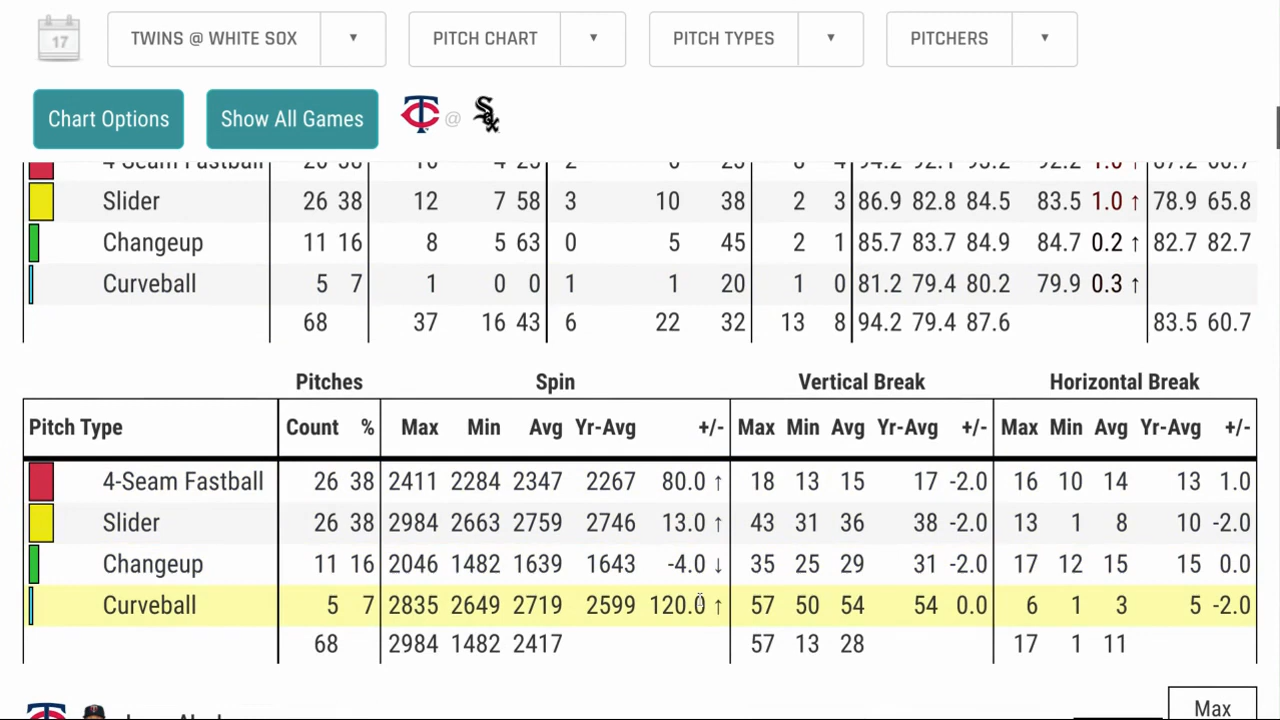 17 TWINS @ WHITE SOX ▼ PITCH CHART ▼ PITCH TYPES ▼ PITCHERS ▼
Chart Options Show All Games @
Slider 26 38 12 7 58 3 10 38 2 3 86.9 82.8 84.5 83.5 1.0 ↑ 78.9 65.8
Changeup 11 16 8 5 63 0 5 45 2 1 85.7 83.7 84.9 84.7 0.2 ↑ 82.7 82.7
Curveball 5 7 1 0 0 1 1 20 1 0 81.2 79.4 80.2 79.9 0.3 ↑
68 37 16 43 6 22 32 13 8 94.2 79.4 87.6 83.5 60.7
Pitches Spin Vertical Break Horizontal Break
Pitch Type Count % Max Min Avg Yr-Avg +/- Max Min Avg Yr-Avg +/- Max Min Avg Yr-Avg +/-
4-Seam Fastball 26 38 2411 2284 2347 2267 80.0 ↑ 18 13 15 17 -2.0 16 10 14 13 1.0
Slider 26 38 2984 2663 2759 2746 13.0 ↑ 43 31 36 38 -2.0 13 1 8 10 -2.0
Changeup 11 16 2046 1482 1639 1643 -4.0 ↓ 35 25 29 31 -2.0 17 12 15 15 0.0
Curveball 5 7 2835 2649 2719 2599 120.0 ↑ 57 50 54 54 0.0 6 1 3 5 -2.0
68 2984 1482 2417 57 13 28 17 1 11
Max